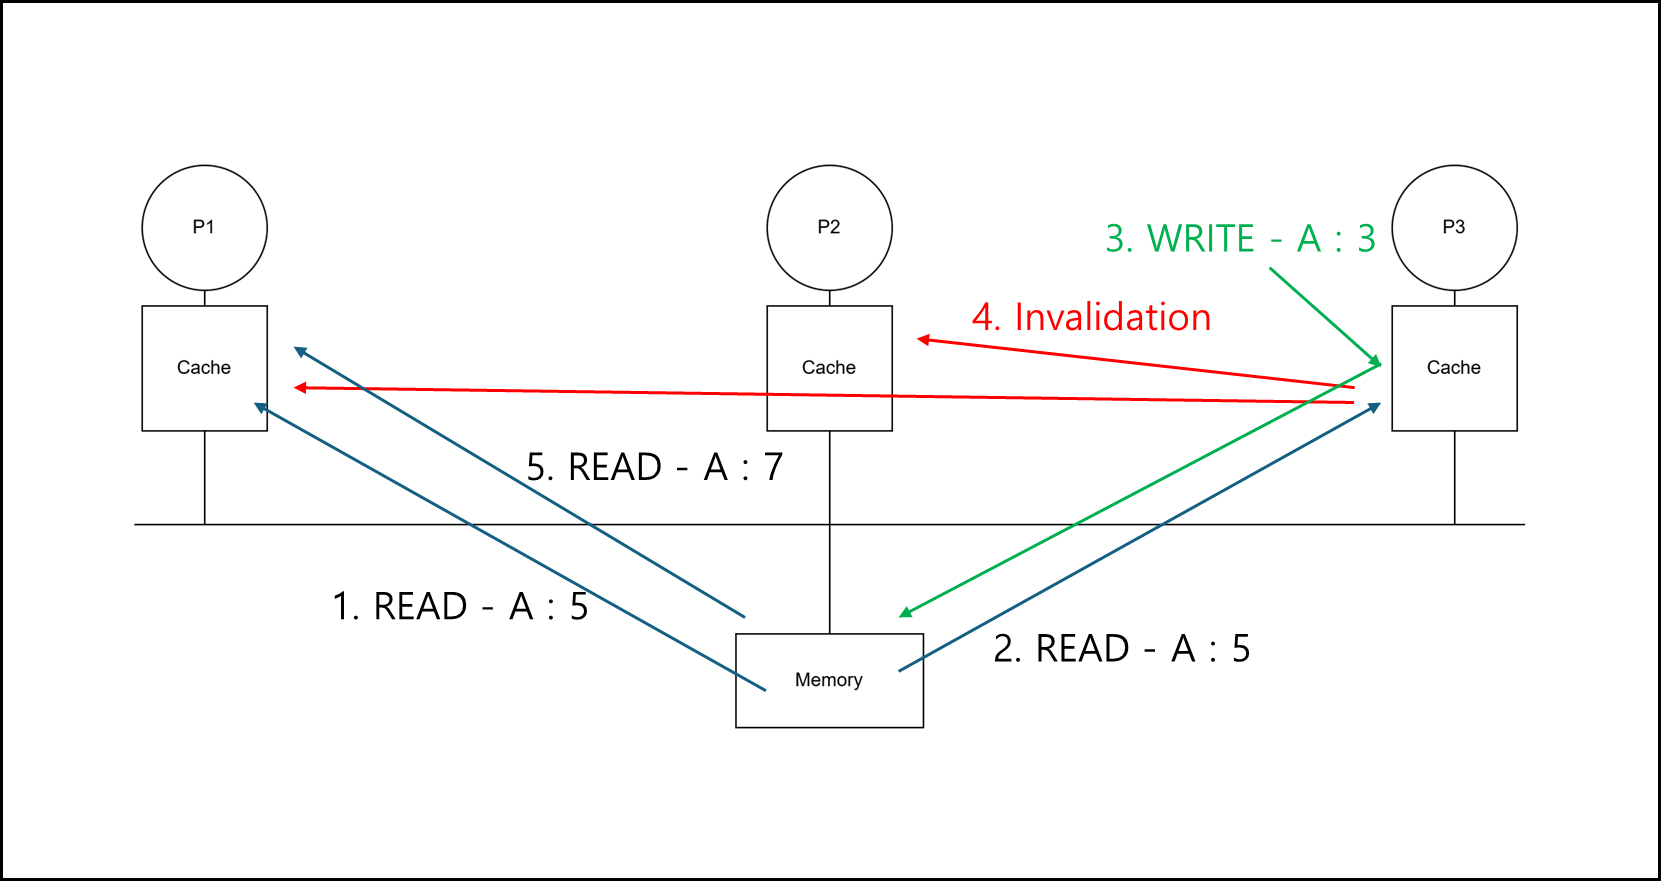 P1
P2
P3
3. WRITE - A : 3
4. Invalidation
Cache
Cache
Cache
5. READ - A : 7
1. READ - A : 5
2. READ - A : 5
Memory